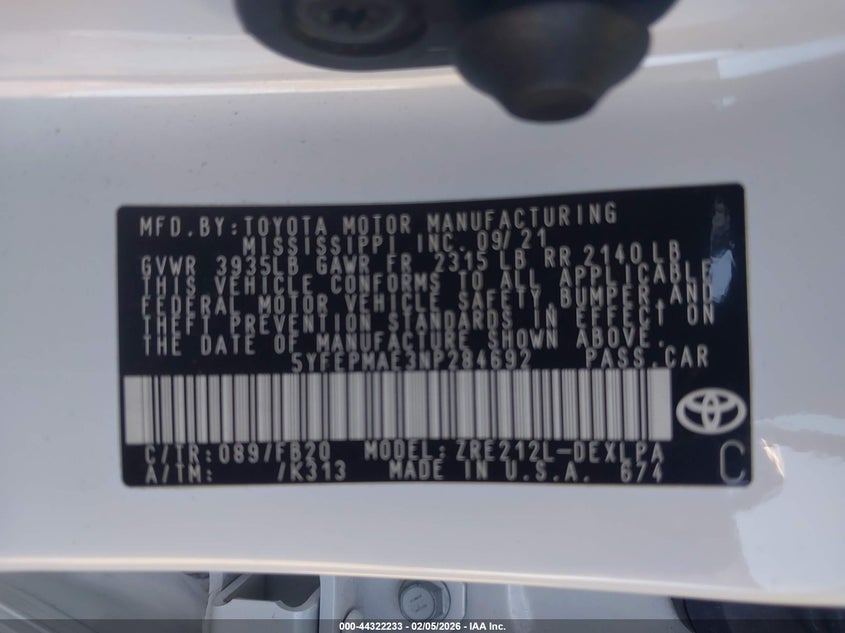 MFD.BY:TOYOTA MOTOR MANUFACTURING
MISSISSIPPI INC. 09/21
GVWR 3935LB GAWR FR 2315 LB RR 2140 LB
THIS VEHICLE CONFORMS TO ALL APPLICABLE
FEDERAL MOTOR VEHICLE SAFETY,BUMPER,AND
THEFT PREVENTION STANDARDS IN EFFECT ON
THE DATE OF MANUFACTURE SHOWN ABOVE.
5YFEPMAE3NP284692 PASS.CAR
C/TR:089/FB20 MODEL:ZRE212L-DEXLPA
A/TM: /K313 MADE IN U.S.A. 674
C
000-44322233 - 02/05/2026 - IAA Inc.